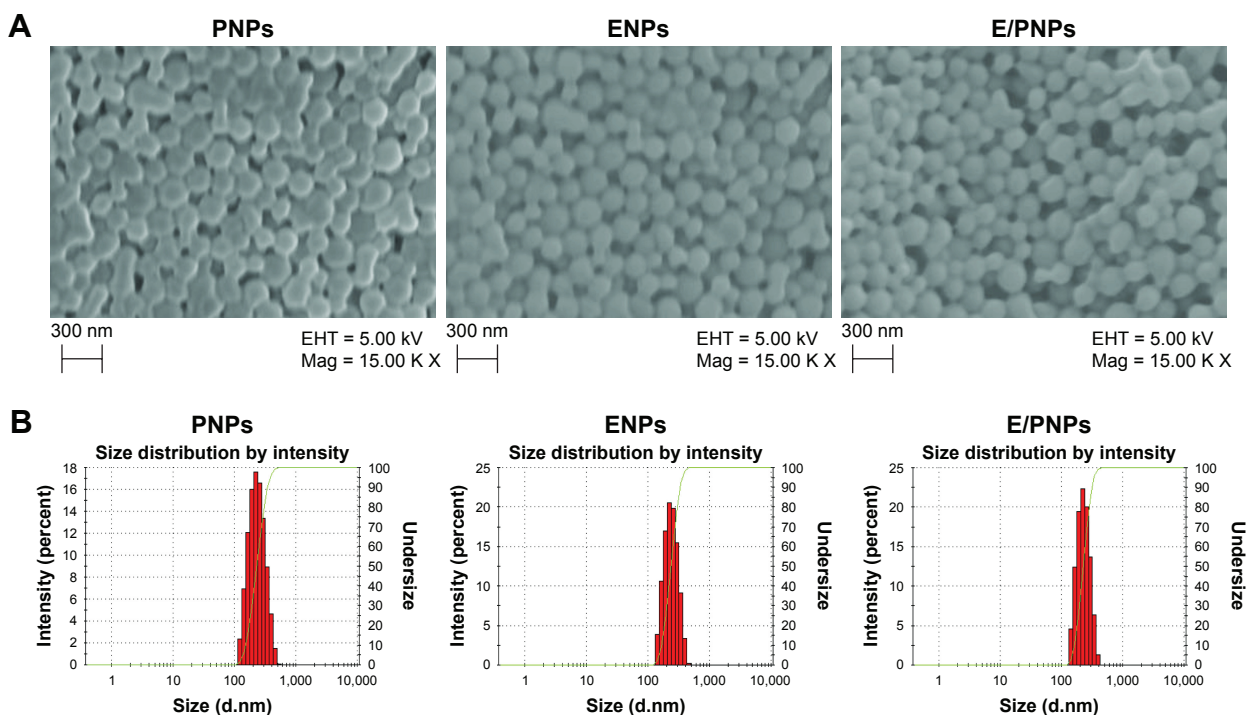 A
PNPs ENPs E/PNPs
300 nm EHT = 5.00 kV Mag = 15.00 K X
300 nm EHT = 5.00 kV Mag = 15.00 K X
300 nm EHT = 5.00 kV Mag = 15.00 K X
B
PNPs
Size distribution by intensity
Intensity (percent)
18
16
14
12
10
8
6
4
2
0
100
90
80
70
60
50
40
30
20
10
0
Undersize
1 10 100 1,000 10,000
Size (d.nm)
ENPs
Size distribution by intensity
Intensity (percent)
25
20
15
10
5
0
100
90
80
70
60
50
40
30
20
10
0
Undersize
1 10 100 1,000 10,000
Size (d.nm)
E/PNPs
Size distribution by intensity
Intensity (percent)
25
20
15
10
5
0
100
90
80
70
60
50
40
30
20
10
0
Undersize
1 10 100 1,000 10,000
Size (d.nm)